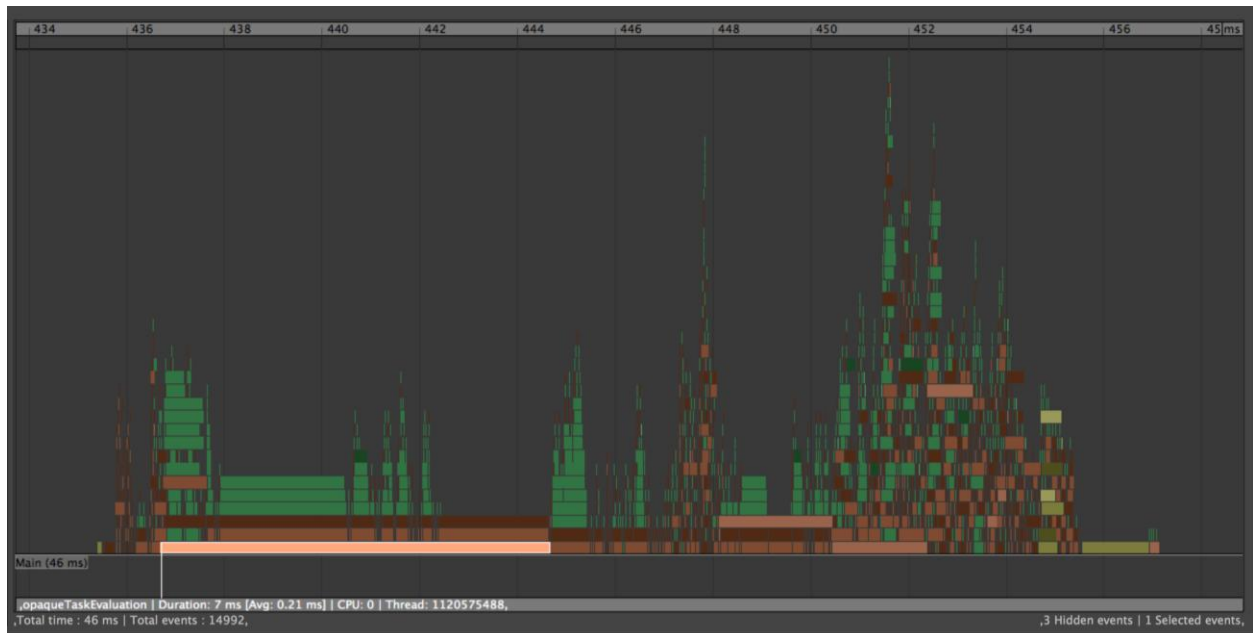 434 436 438 440 442 444 446 448 450 452 454 456 45 ms
Main (46 ms)
,opaqueTaskEvaluation | Duration: 7 ms [Avg: 0.21 ms] | CPU: 0 | Thread: 1120575488,
,Total time : 46 ms | Total events : 14992, ,3 Hidden events | 1 Selected events,